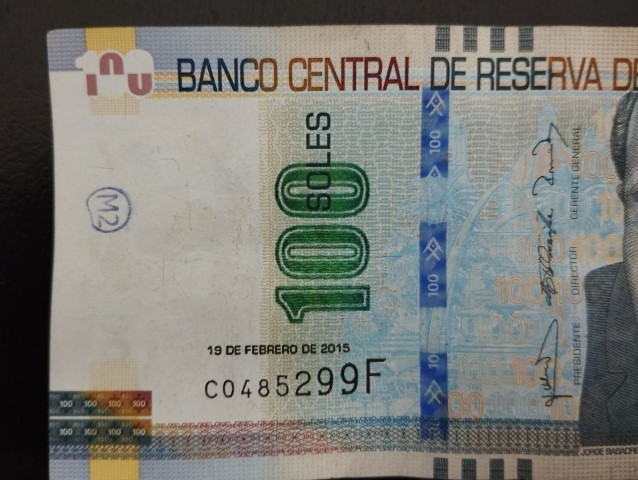 100
BANCO CENTRAL DE RESERVA DE
100 SOLES
M2
100
100
10
19 DE FEBRERO DE 2015
C0485299F
PRESIDENTE DIRECTOR GERENTE GENERAL
100 100 100 100
100 100 100 100
JORGE BASADRE